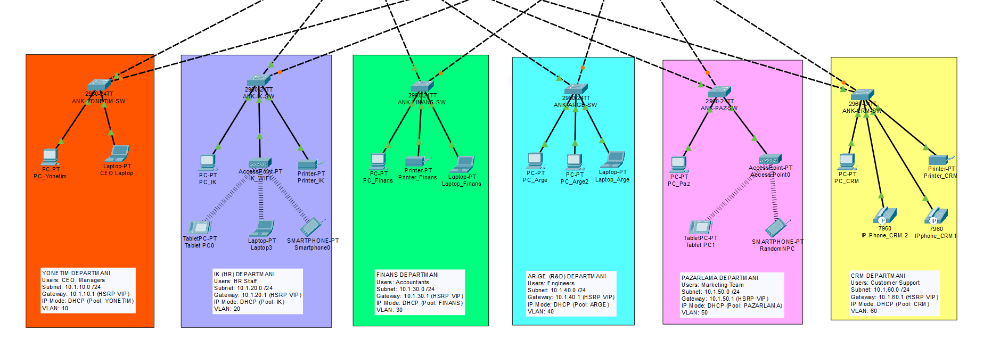 2960-24TT
ANK-YONETIM-SW
PC-PT
PC_Yonetim
Laptop-PT
CEO Laptop
YONETIM DEPARTMANI
Users: CEO, Managers
Subnet: 10.1.10.0 /24
Gateway: 10.1.10.1 (HSRP VIP)
IP Mode: DHCP (Pool: YONETIM)
VLAN: 10
2960-24TT
ANK-IK-SW
PC-PT
PC_IK
AccessPoint-PT
IK_WIFI
Printer-PT
Printer_IK
TabletPC-PT
Tablet PC0
Laptop-PT
Laptop3
SMARTPHONE-PT
Smartphone0
IK (HR) DEPARTMANI
Users: HR Staff
Subnet: 10.1.20.0 /24
Gateway: 10.1.20.1 (HSRP VIP)
IP Mode: DHCP (Pool: IK)
VLAN: 20
2960-24TT
ANK-FINANS-SW
PC-PT
PC_Finans
Printer-PT
Printer_Finans
Laptop-PT
Laptop_Finans
FINANS DEPARTMANI
Users: Accountants
Subnet: 10.1.30.0 /24
Gateway: 10.1.30.1 (HSRP VIP)
IP Mode: DHCP (Pool: FINANS)
VLAN: 30
2960-24TT
ANK-ARGE-SW
PC-PT
PC_Arge
PC-PT
PC_Arge2
Laptop-PT
Laptop_Arge
AR-GE (R&D) DEPARTMANI
Users: Engineers
Subnet: 10.1.40.0 /24
Gateway: 10.1.40.1 (HSRP VIP)
IP Mode: DHCP (Pool: ARGE)
VLAN: 40
2960-24TT
ANK-PAZ-SW
PC-PT
PC_Paz
AccessPoint-PT
Access Point0
TabletPC-PT
Tablet PC1
SMARTPHONE-PT
RandomNPC
PAZARLAMA DEPARTMANI
Users: Marketing Team
Subnet: 10.1.50.0 /24
Gateway: 10.1.50.1 (HSRP VIP)
IP Mode: DHCP (Pool: PAZARLAMA)
VLAN: 50
2960-24TT
ANK-CRM-SW
PC-PT
PC_CRM
Printer-PT
Printer_CRM
IP
7960
IP Phone_CRM 2
IP
7960
IPphone_CRM1
CRM DEPARTMANI
Users: Customer Support
Subnet: 10.1.60.0 /24
Gateway: 10.1.60.1 (HSRP VIP)
IP Mode: DHCP (Pool: CRM)
VLAN: 60